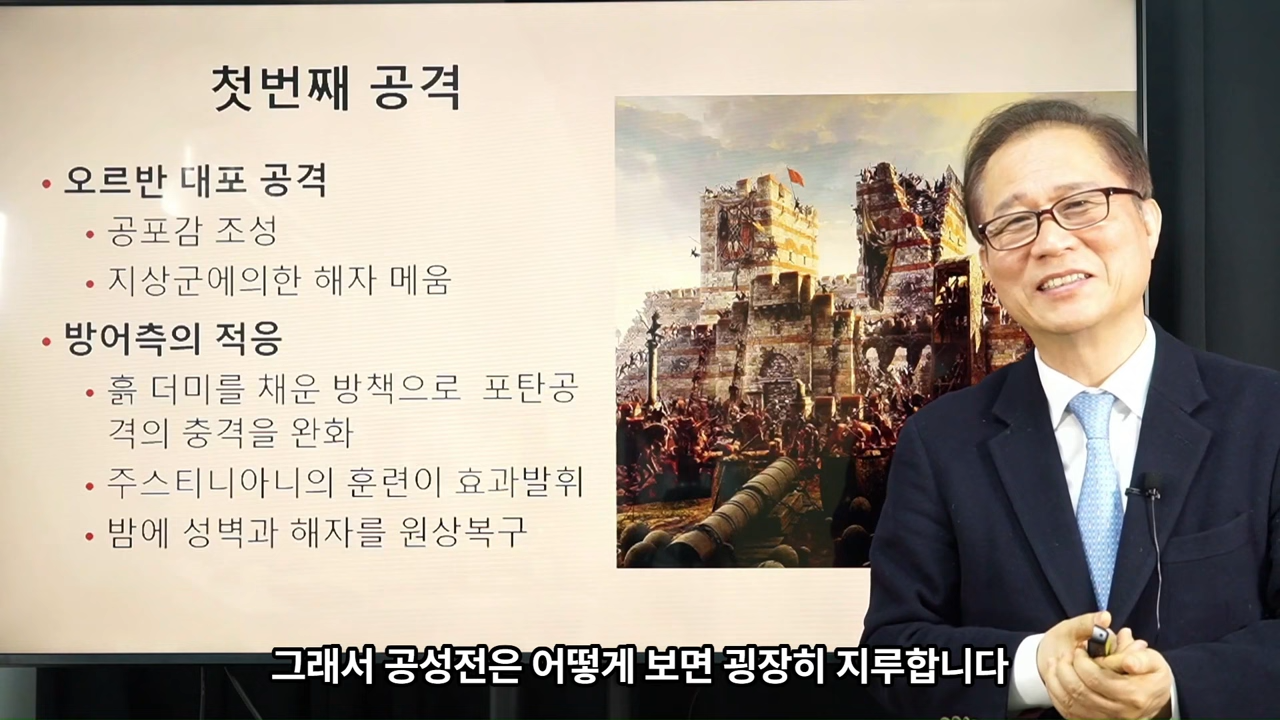 첫번째 공격
• 오르반 대포 공격
• 공포감 조성
• 지상군에의한 해자 메움
• 방어측의 적응
• 흙 더미를 채운 방책으로 포탄공
격의 충격을 완화
• 주스티니아니의 훈련이 효과발휘
• 밤에 성벽과 해자를 원상복구
그래서 공성전은 어떻게 보면 굉장히 지루합니다